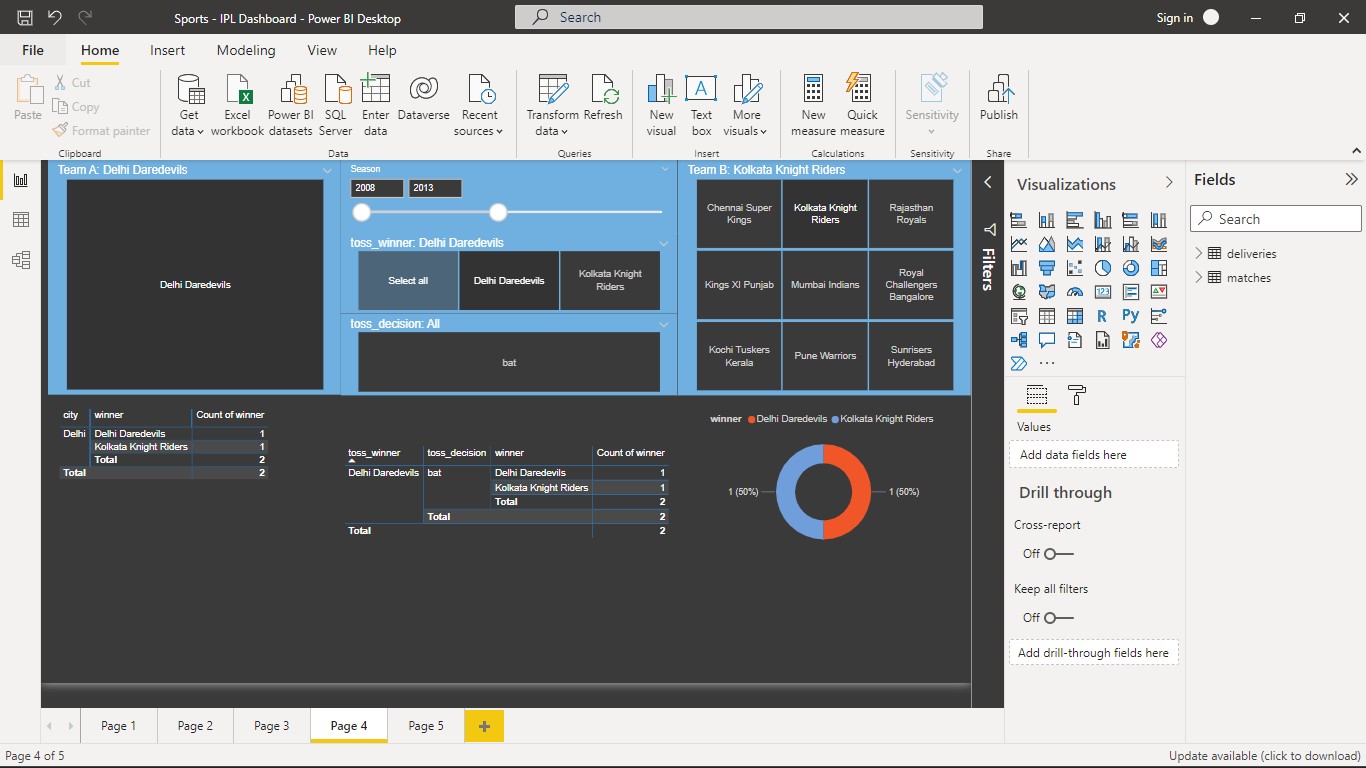 Sports - IPL Dashboard - Power BI Desktop
Search
Sign in
File
Home
Insert
Modeling
View
Help
Paste
Cut
Copy
Format painter
Clipboard
Get
data
Excel
workbook
Power BI
datasets
SQL
Server
Enter
data
Dataverse
Recent
sources
Data
Transform
data
Refresh
Queries
New
visual
A
Text
box
More
visuals
Insert
New
measure
Quick
measure
Calculations
Sensitivity
Sensitivity
Publish
Share
Team A: Delhi Daredevils
Delhi Daredevils
Season
2008
2013
toss_winner: Delhi Daredevils
Select all
Delhi Daredevils
Kolkata Knight
Riders
toss_decision: All
bat
Team B: Kolkata Knight Riders
Chennai Super
Kings
Kolkata Knight
Riders
Rajasthan
Royals
Kings XI Punjab
Mumbai Indians
Royal
Challengers
Bangalore
Kochi Tuskers
Kerala
Pune Warriors
Sunrisers
Hyderabad
city winner Count of winner
Delhi Delhi Daredevils 1
Kolkata Knight Riders 1
Total 2
Total 2
toss_winner toss_decision winner Count of winner
Delhi Daredevils bat Delhi Daredevils 1
Kolkata Knight Riders 1
Total 2
Total 2
Total 2
winner Delhi Daredevils Kolkata Knight Riders
1 (50%)
1 (50%)
Filters
Visualizations
123
R
Py
Values
Add data fields here
Drill through
Cross-report
Off
Keep all filters
Off
Add drill-through fields here
Fields
Search
deliveries
matches
Page 1
Page 2
Page 3
Page 4
Page 5
+
Page 4 of 5
Update available (click to download)